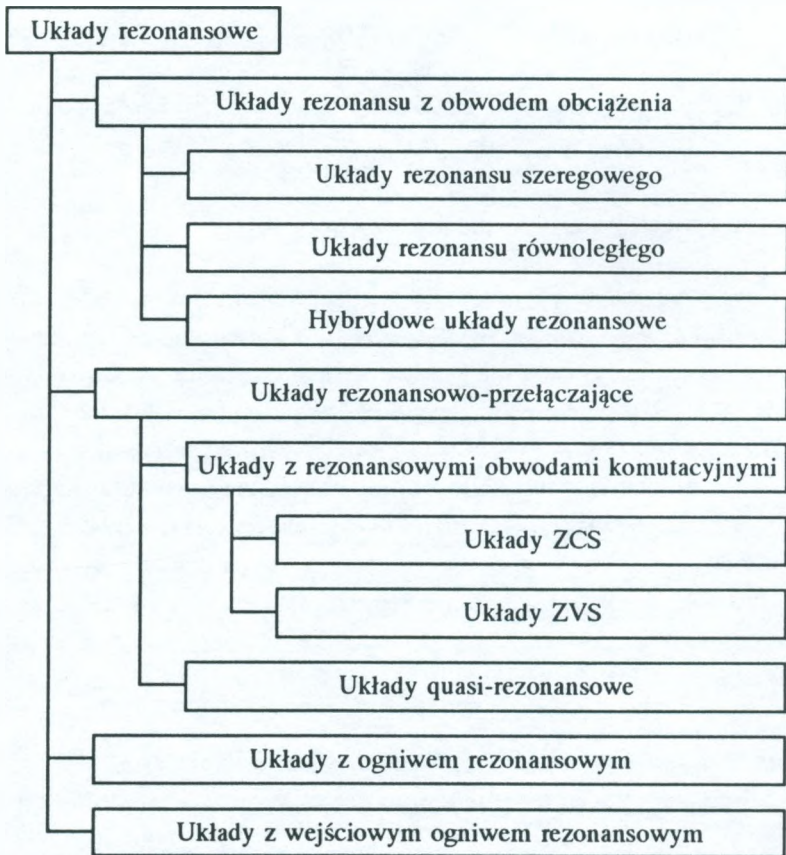 Układy rezonansowe
Układy rezonansu z obwodem obciążenia
Układy rezonansu szeregowego
Układy rezonansu równoległego
Hybrydowe układy rezonansowe
Układy rezonansowo-przełączające
Układy z rezonansowymi obwodami komutacyjnymi
Układy ZCS
Układy ZVS
Układy quasi-rezonansowe
Układy z ogniwem rezonansowym
Układy z wejściowym ogniwem rezonansowym